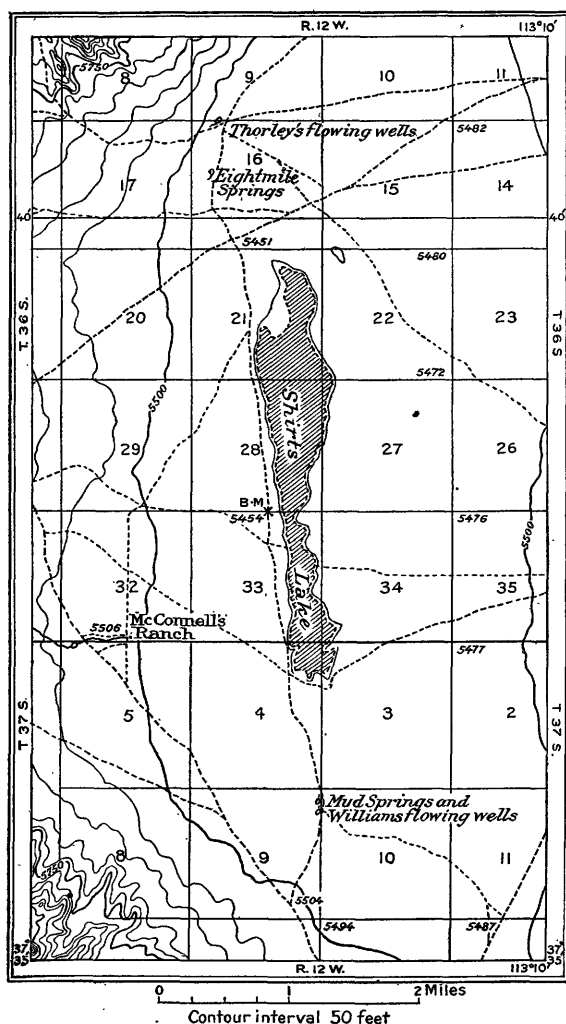 R. 12 W.
113°10'
5750
8
9
10
11
Thorley's flowing wells
5482
16
Eightmile
Springs
17
15
14
40'
40'
5451
5480
T. 36 S.
T. 36 S
20
21
22
23
5472
5500
Shirts
29
28
27
26
B.M
5454
5476
5500
32
33
Lake
34
35
McConnell's
Ranch
5506
5477
T. 37 S.
T. 37 S.
5
4
3
2
Mud Springs and
Williams flowing wells
8
9
10
11
5750
5504
5494
5487
37°
35'
37°
35'
R. 12 W.
113°10'
0 1 2 Miles
Contour interval 50 feet